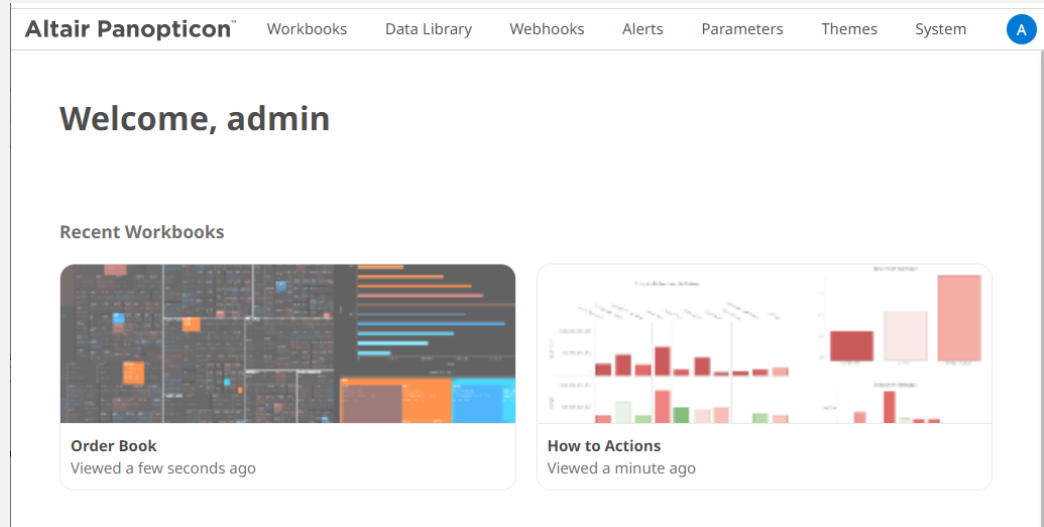 Altair Panopticon™ Workbooks Data Library Webhooks Alerts Parameters Themes System A
Welcome, admin
Recent Workbooks
Order Book
Viewed a few seconds ago
How to Actions
Viewed a minute ago